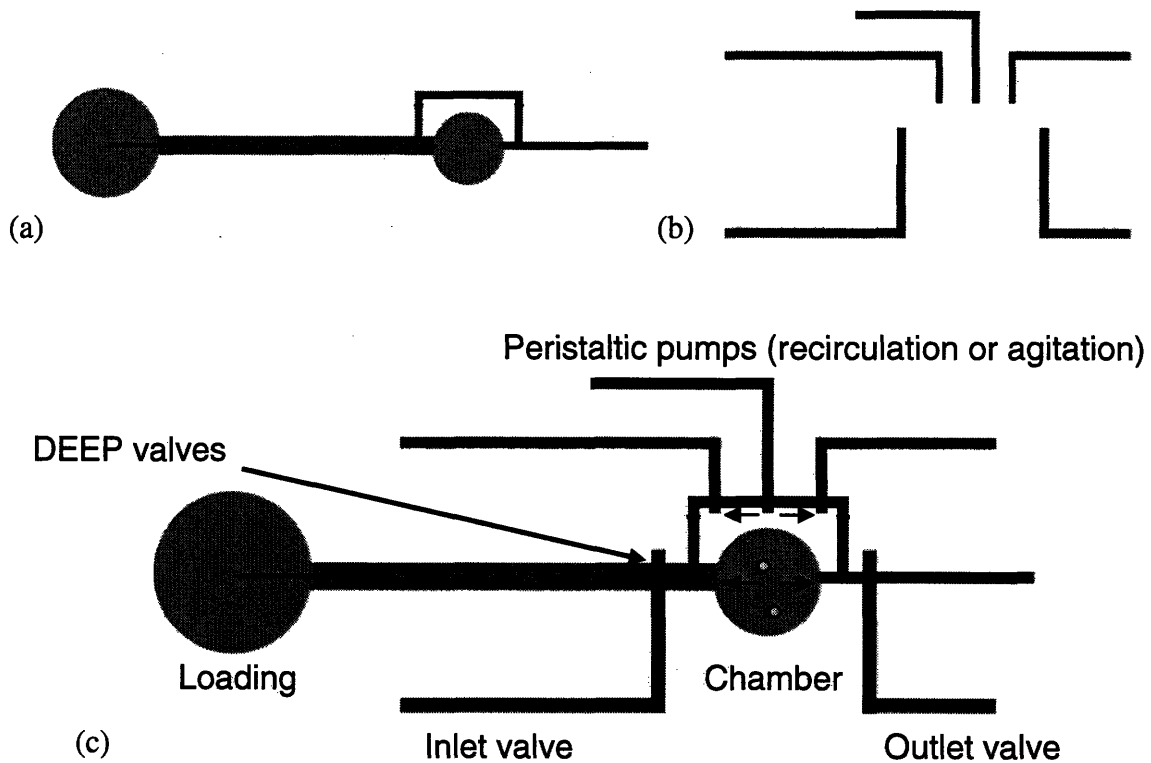 (a)
(b)
Peristaltic pumps (recirculation or agitation)
DEEP valves
Loading
Chamber
(c)
Inlet valve
Outlet valve